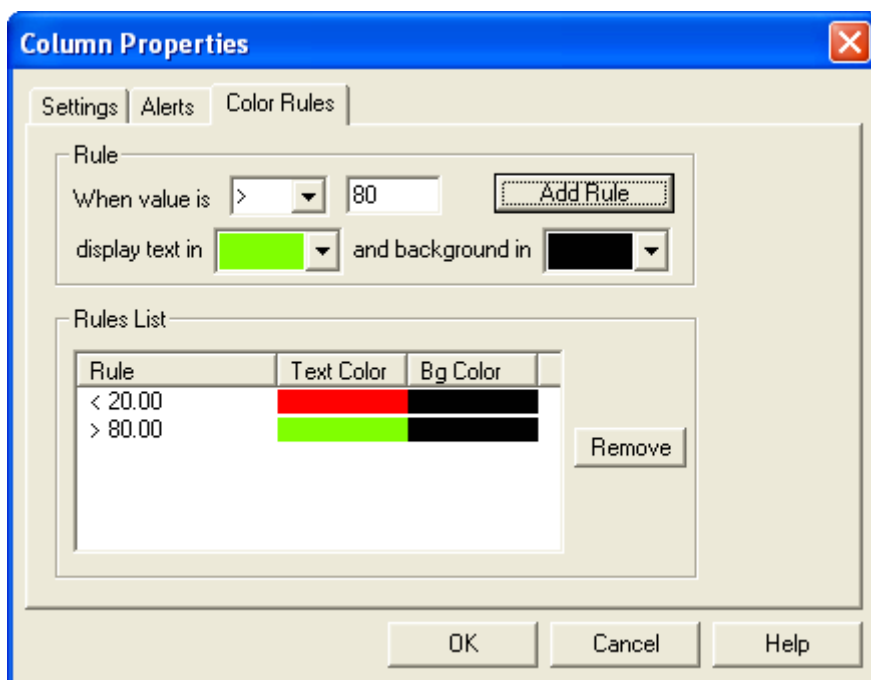 Column Properties
Settings Alerts Color Rules
Rule
When value is > 80 Add Rule
display text in and background in
Rules List
Rule Text Color Bg Color
< 20.00
> 80.00
Remove
OK Cancel Help